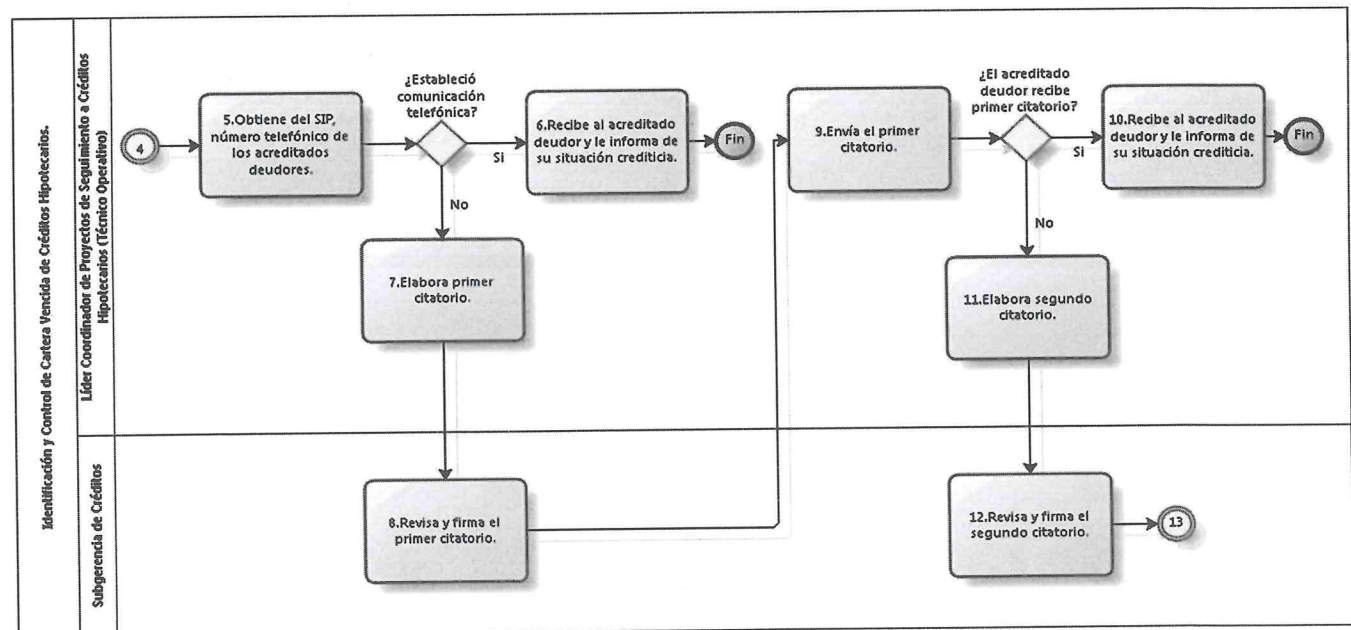 Identificación y Control de Cartera Vencida de Créditos Hipotecarios.
Líder Coordinador de Proyectos de Seguimiento a Créditos
Hipotecarios (Técnico Operativo)
4
5.Obtiene del SIP,
número telefónico de
los acreditados
deudores.
¿Estableció
comunicación
telefónica?
Si
No
6.Recibe al acreditado
deudor y le informa de
su situación crediticia.
Fin
7.Elabora primer
citatorio.
9.Envía el primer
citatorio.
¿El acreditado
deudor recibe
primer citatorio?
Si
No
10.Recibe al acreditado
deudor y le informa de
su situación crediticia.
Fin
11.Elabora segundo
citatorio.
Subgerencia de Créditos
8.Revisa y firma el
primer citatorio.
12.Revisa y firma el
segundo citatorio.
13